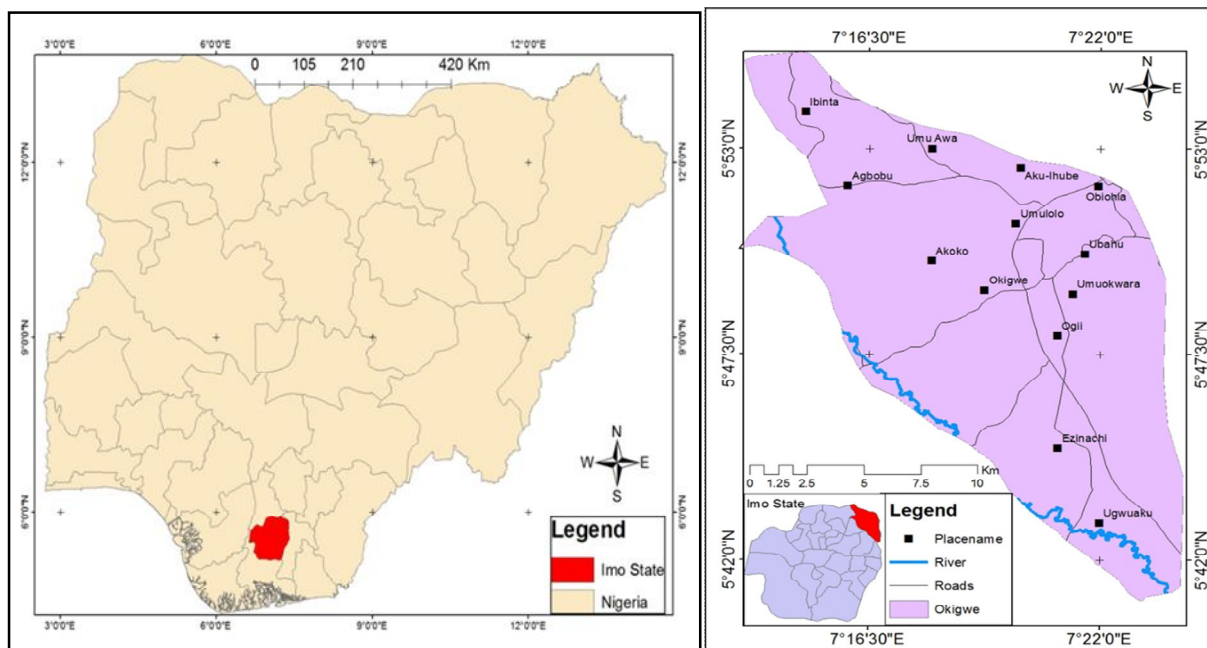 3°0'0"E 6°0'0"E 9°0'0"E 12°0'0"E
0 105 210 420 Km
12°0'0"N
12°0'0"N
9°0'0"N
9°0'0"N
6°0'0"N
6°0'0"N
N
W E
S
Legend
Imo State
Nigeria
3°0'0"E 6°0'0"E 9°0'0"E 12°0'0"E
7°16'30"E 7°22'0"E
N
W E
S
Ibinta
Umu Awa
Aku-Ihube
Agbobu
Obiohia
Umulolo
Ubahu
Akoko
Okigwe
Umuokwara
Ogii
Ezinachi
Ugwuaku
5°53'0"N
5°53'0"N
5°47'30"N
5°47'30"N
5°42'0"N
5°42'0"N
Km
0 1.25 2.5 5 7.5 10
Imo State
Legend
Placename
River
Roads
Okigwe
7°16'30"E 7°22'0"E